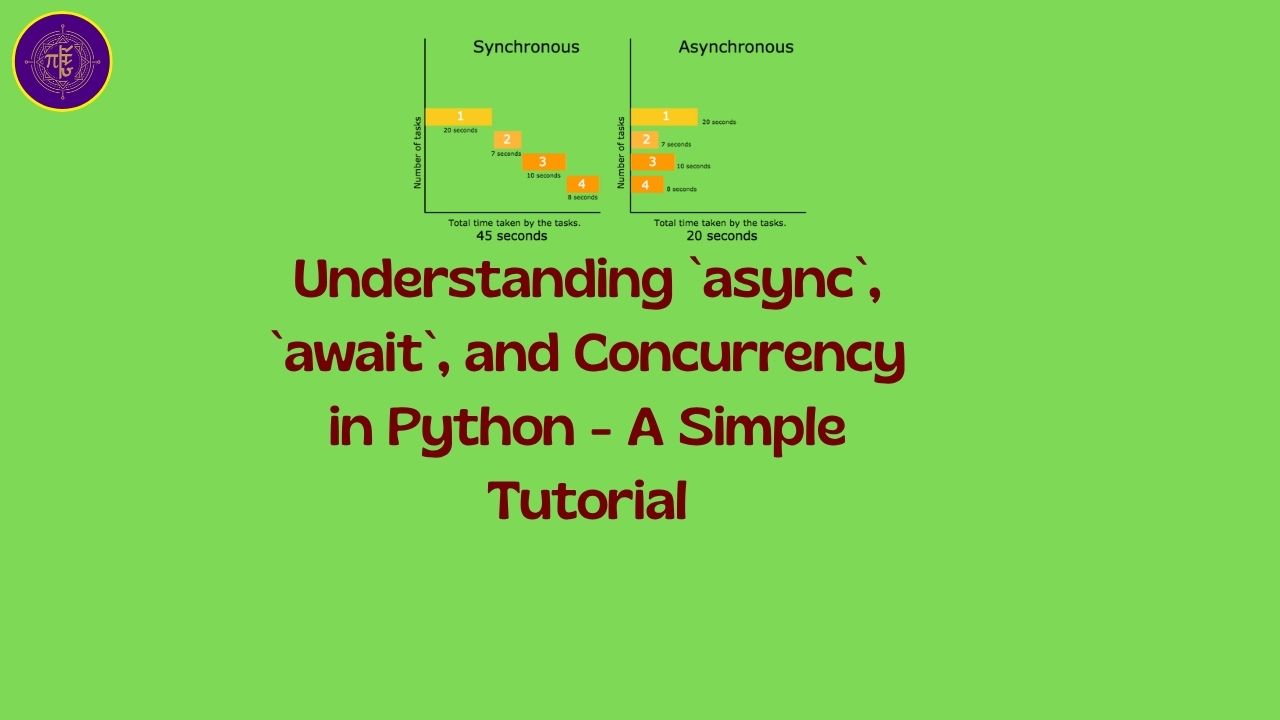 Synchronous
Number of tasks
1
20 seconds
2
7 seconds
3
10 seconds
4
8 seconds
Total time taken by the tasks.
45 seconds
Asynchronous
Number of tasks
1
20 seconds
2
7 seconds
3
10 seconds
4
8 seconds
Total time taken by the tasks.
20 seconds
Understanding `async`,
`await`, and Concurrency
in Python - A Simple
Tutorial